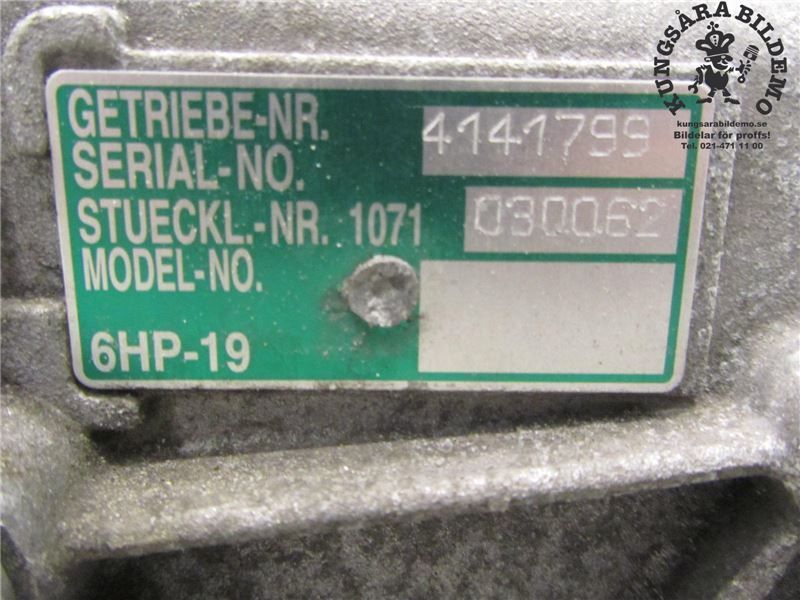 KUNGSÅRA BILDEMO
kungsarabildemo.se
Bildelar för proffs!
Tel. 021-471 11 00
GETRIEBE-NR. 4141799
SERIAL-NO.
STUECKL.-NR. 1071 030062
MODEL-NO.
6HP-19